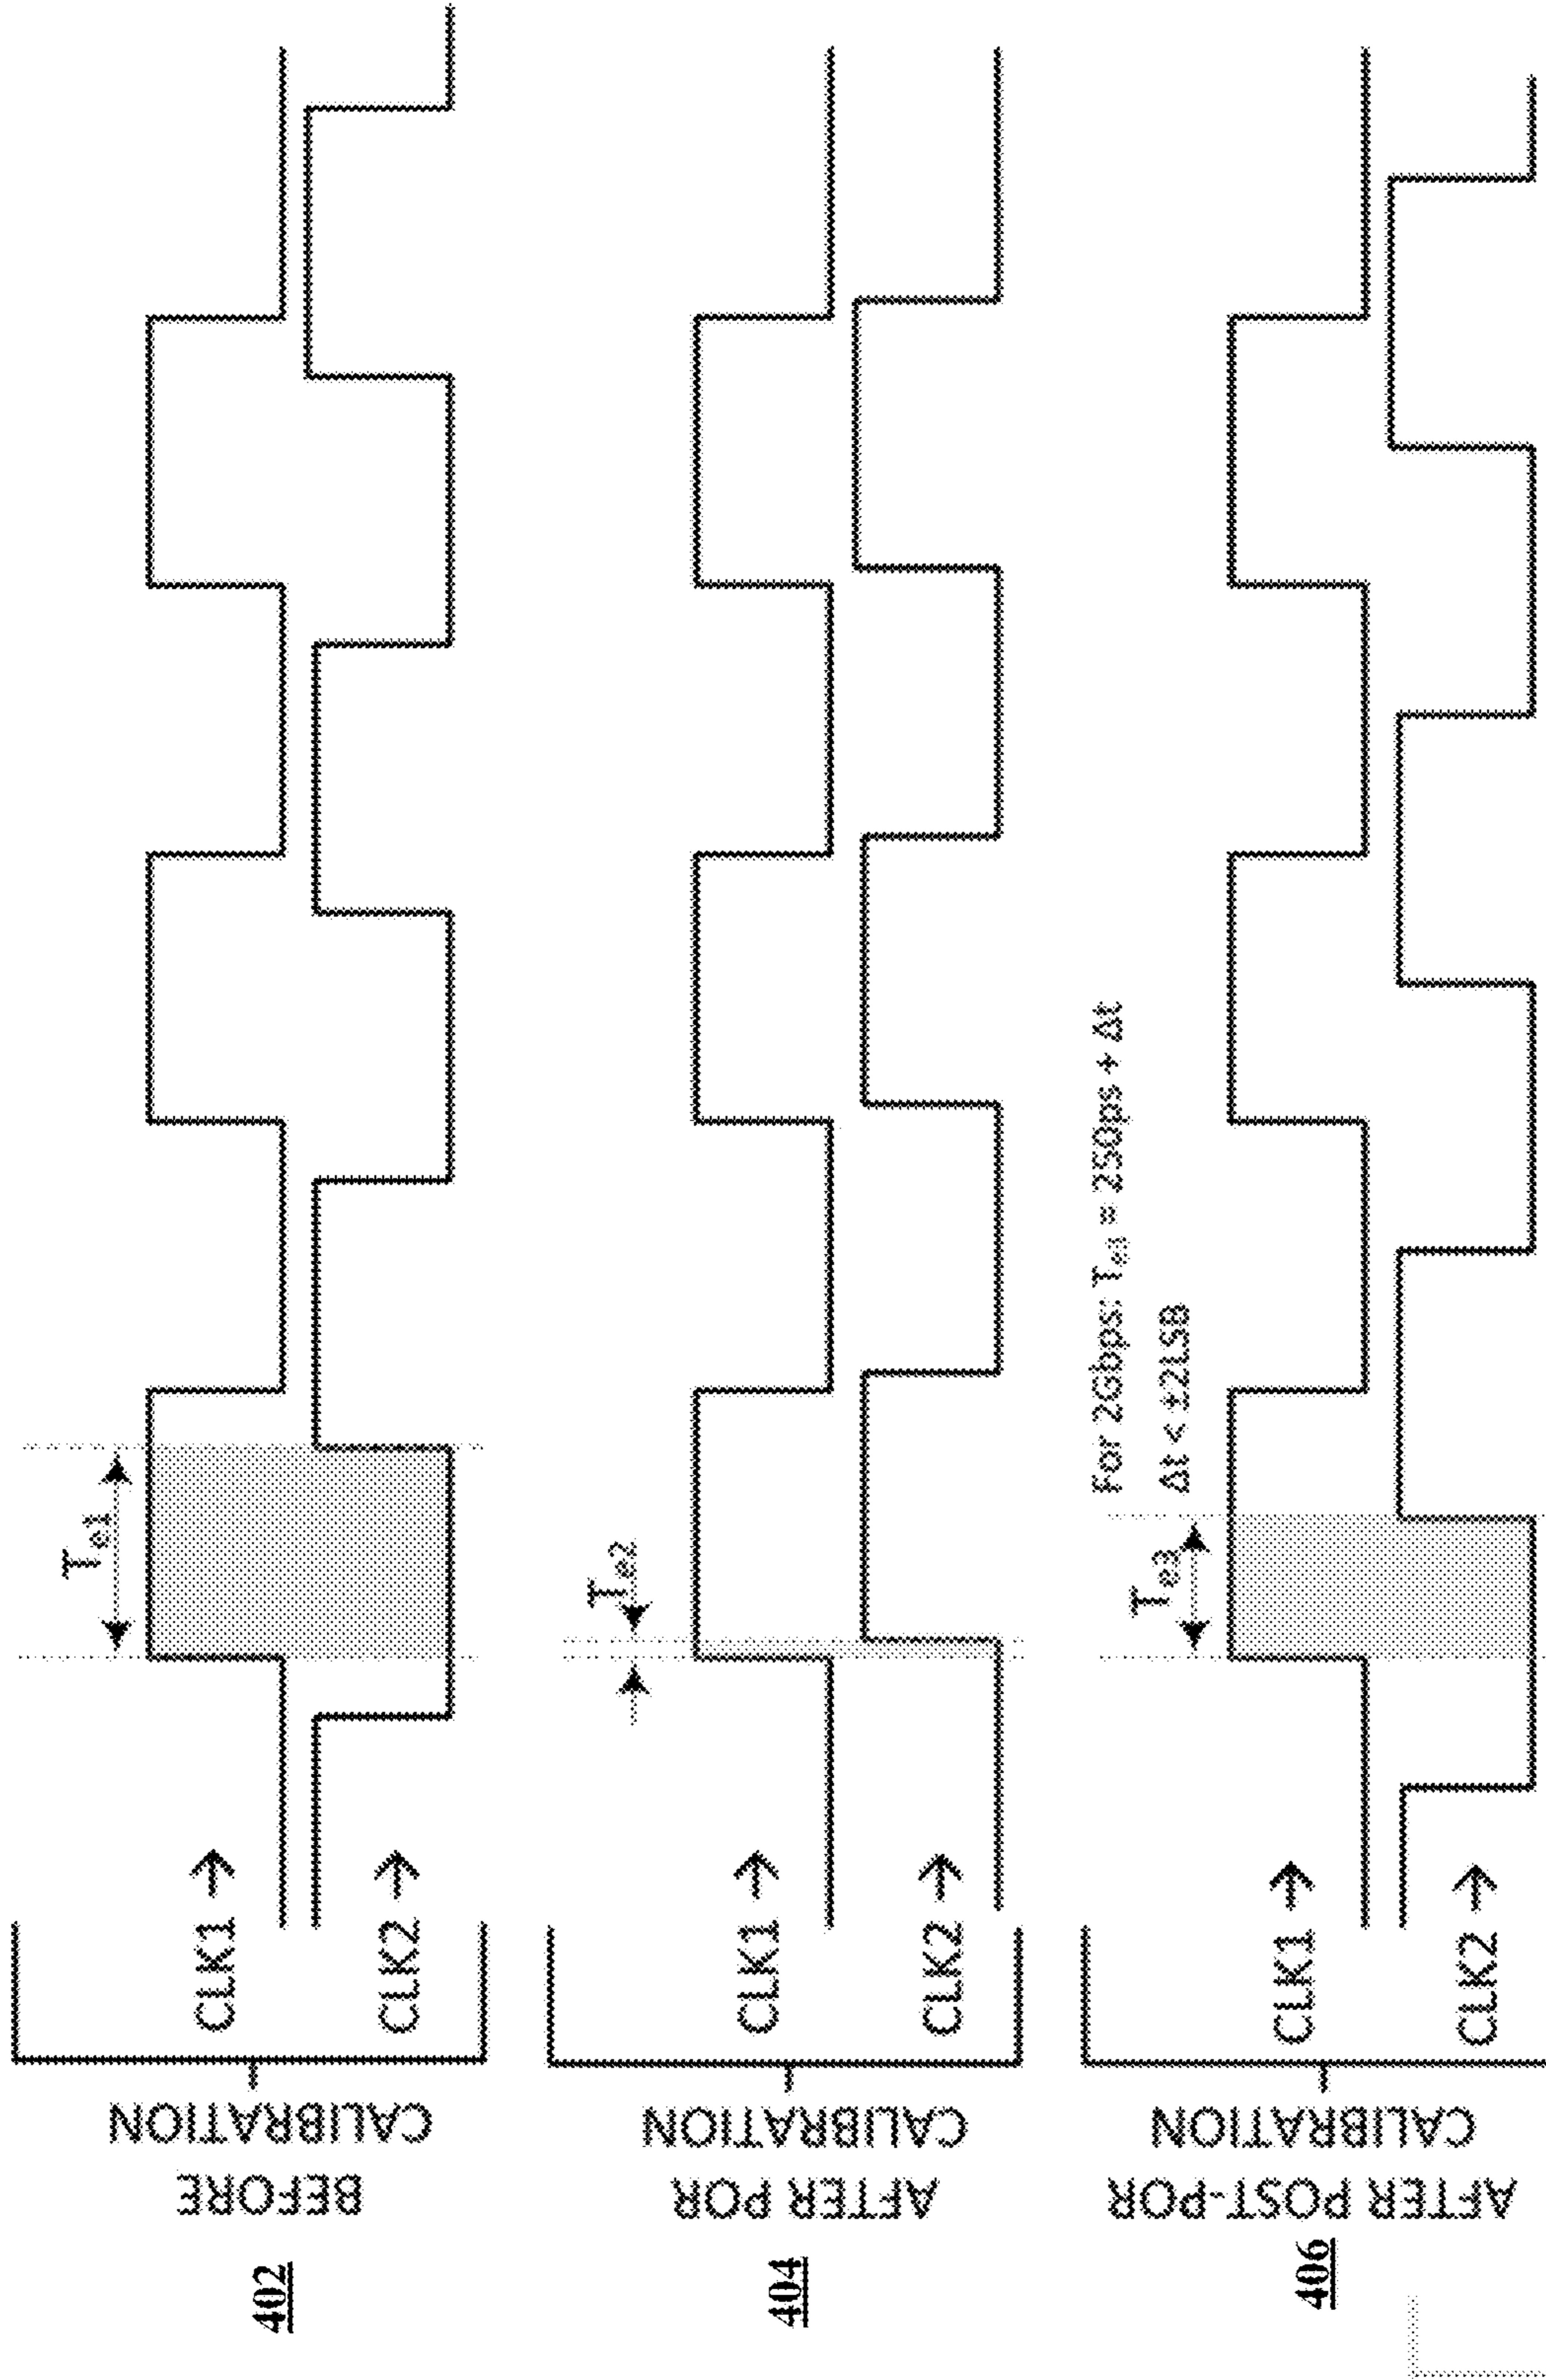 402
BEFORE
CALIBRATION
CLK1
CLK2
Te1
404
AFTER POR
CALIBRATION
CLK1
CLK2
Te2
406
AFTER POST-POR
CALIBRATION
CLK1
CLK2
Te3
For 2Gbps: Te3 = 250ps + Δt
Δt < ±2LSB